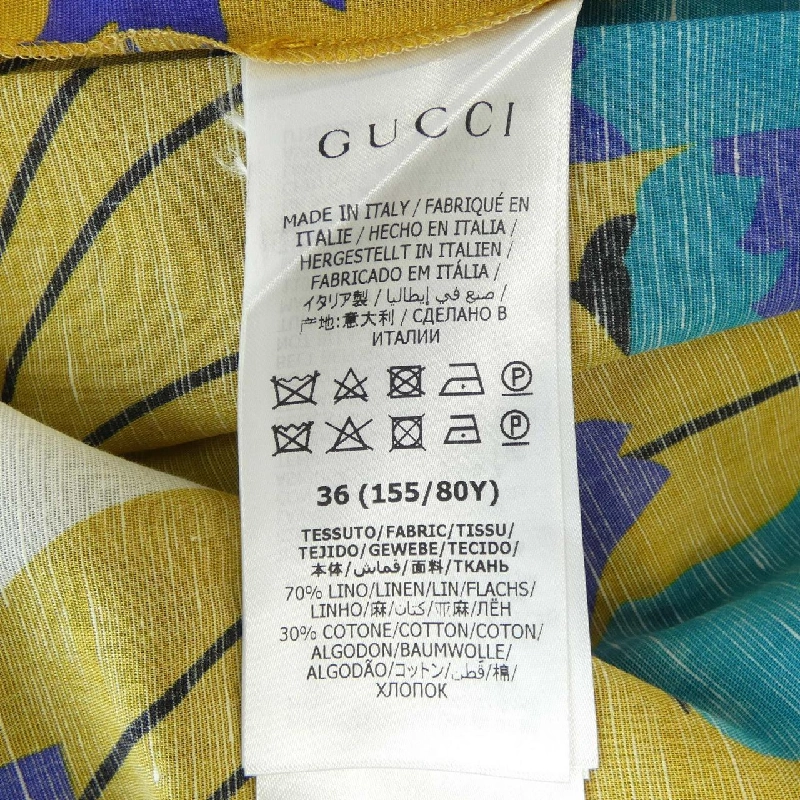 GUCCI
MADE IN ITALY / FABRIQUÉ EN
ITALIE / HECHO EN ITALIA /
HERGESTELLT IN ITALIEN /
FABRICADO EM ITÁLIA /
イタリア製 / صنع في إيطاليا /
产地:意大利 / СДЕЛАНО В
ИТАЛИИ
P
P
36 (155/80Y)
TESSUTO/FABRIC/TISSU/
TEJIDO/GEWEBE/TECIDO/
本体/قماش/面料/ТКАНЬ
70% LINO/LINEN/LIN/FLACHS/
LINHO/麻/كتان/亚麻/ЛЁН
30% COTONE/COTTON/COTON/
ALGODON/BAUMWOLLE/
ALGODÃO/コットン/قطن/棉/
ХЛОПОК